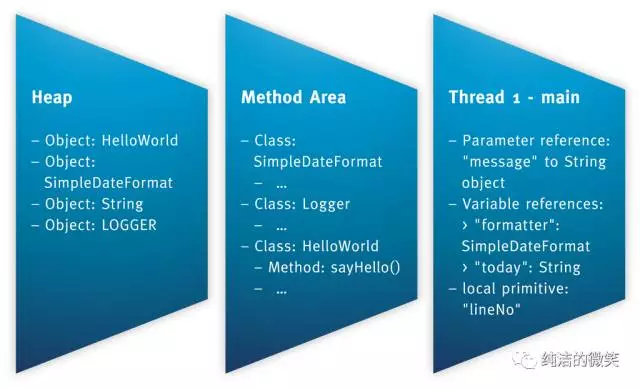 Heap
– Object: HelloWorld
– Object:
SimpleDateFormat
– Object: String
– Object: LOGGER
Method Area
– Class:
SimpleDateFormat
– …
– Class: Logger
– …
– Class: HelloWorld
– Method: sayHello()
– …
Thread 1 - main
– Parameter reference:
"message" to String
object
– Variable references:
> "formatter":
SimpleDateFormat
> "today": String
– local primitive:
"lineNo"
纯洁的微笑